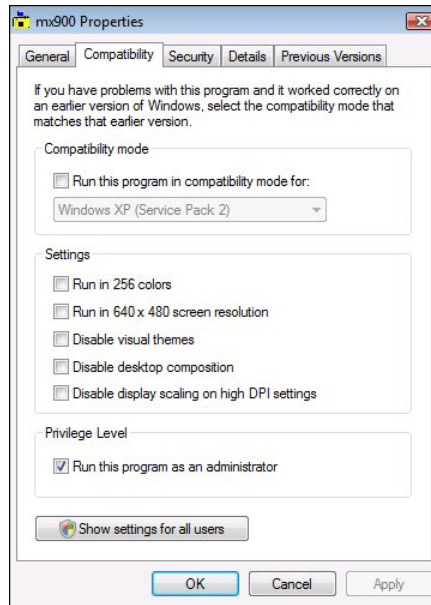 mx900 Properties
General Compatibility Security Details Previous Versions
If you have problems with this program and it worked correctly on
an earlier version of Windows, select the compatibility mode that
matches that earlier version.
Compatibility mode
Run this program in compatibility mode for:
Windows XP (Service Pack 2)
Settings
Run in 256 colors
Run in 640 x 480 screen resolution
Disable visual themes
Disable desktop composition
Disable display scaling on high DPI settings
Privilege Level
Run this program as an administrator
Show settings for all users
OK Cancel Apply